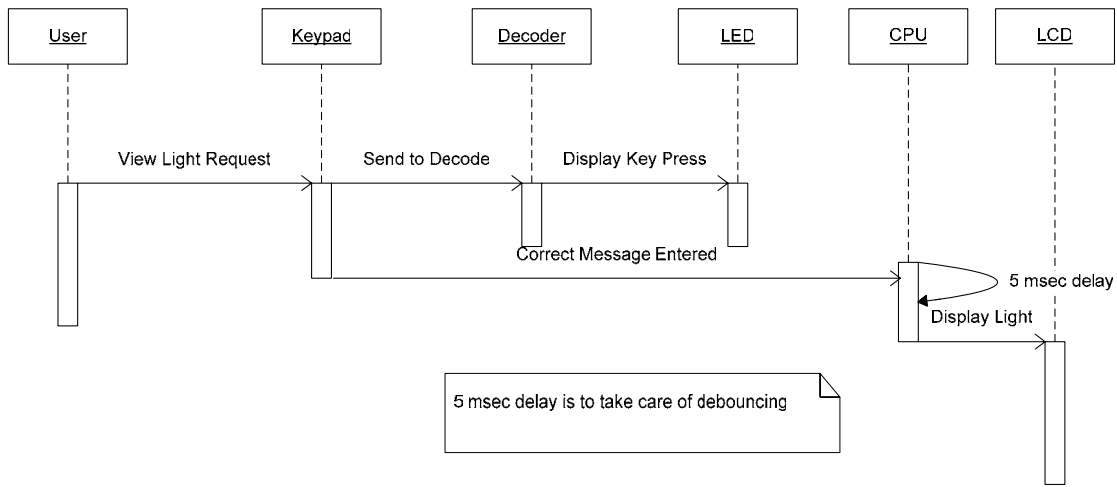 User
Keypad
Decoder
LED
CPU
LCD
View Light Request
Send to Decode
Display Key Press
Correct Message Entered
5 msec delay
Display Light
5 msec delay is to take care of debouncing